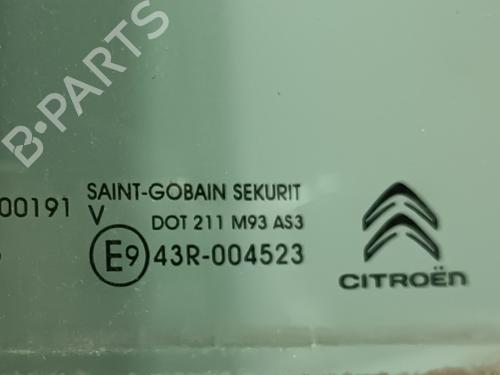 B-PARTS
SAINT-GOBAIN SEKURIT
00191 V DOT 211 M93 AS3
E9 43R-004523
CITROËN